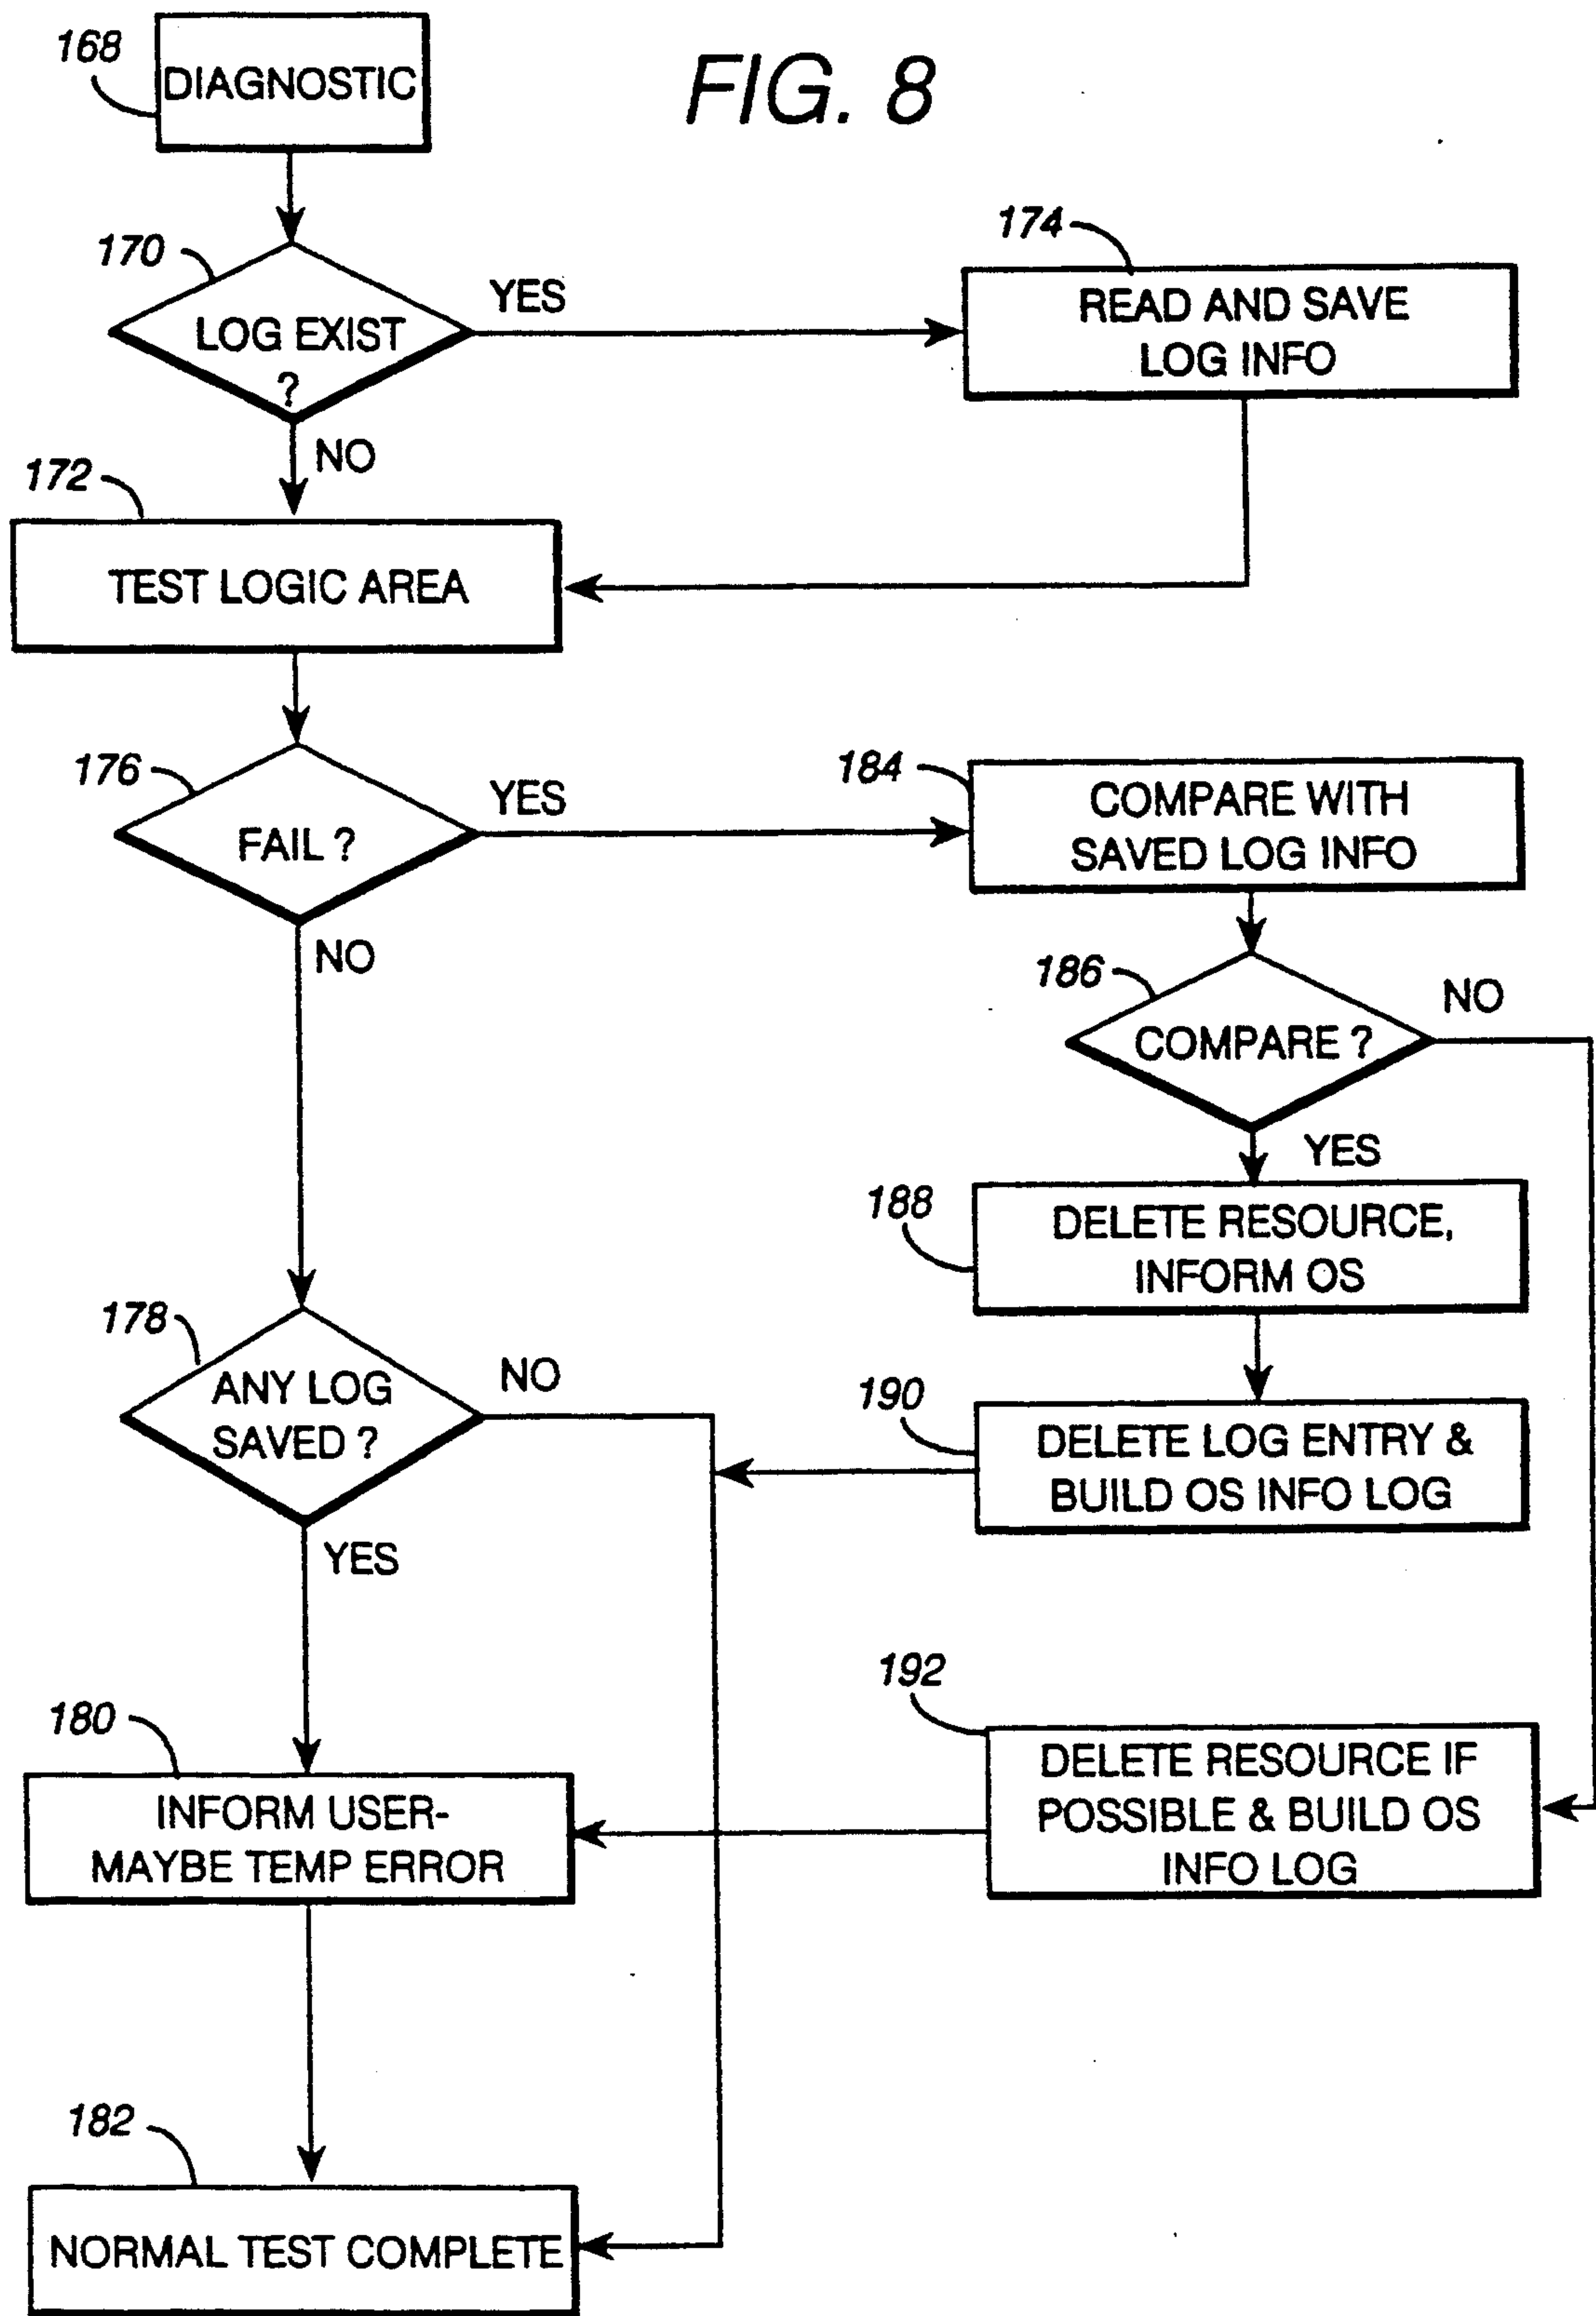 FIG. 8
168
DIAGNOSTIC
170
LOG EXIST
?
YES
NO
174
READ AND SAVE
LOG INFO
172
TEST LOGIC AREA
176
FAIL ?
YES
NO
184
COMPARE WITH
SAVED LOG INFO
186
COMPARE ?
NO
YES
188
DELETE RESOURCE,
INFORM OS
178
ANY LOG
SAVED ?
NO
YES
190
DELETE LOG ENTRY &
BUILD OS INFO LOG
192
DELETE RESOURCE IF
POSSIBLE & BUILD OS
INFO LOG
180
INFORM USER-
MAYBE TEMP ERROR
182
NORMAL TEST COMPLETE